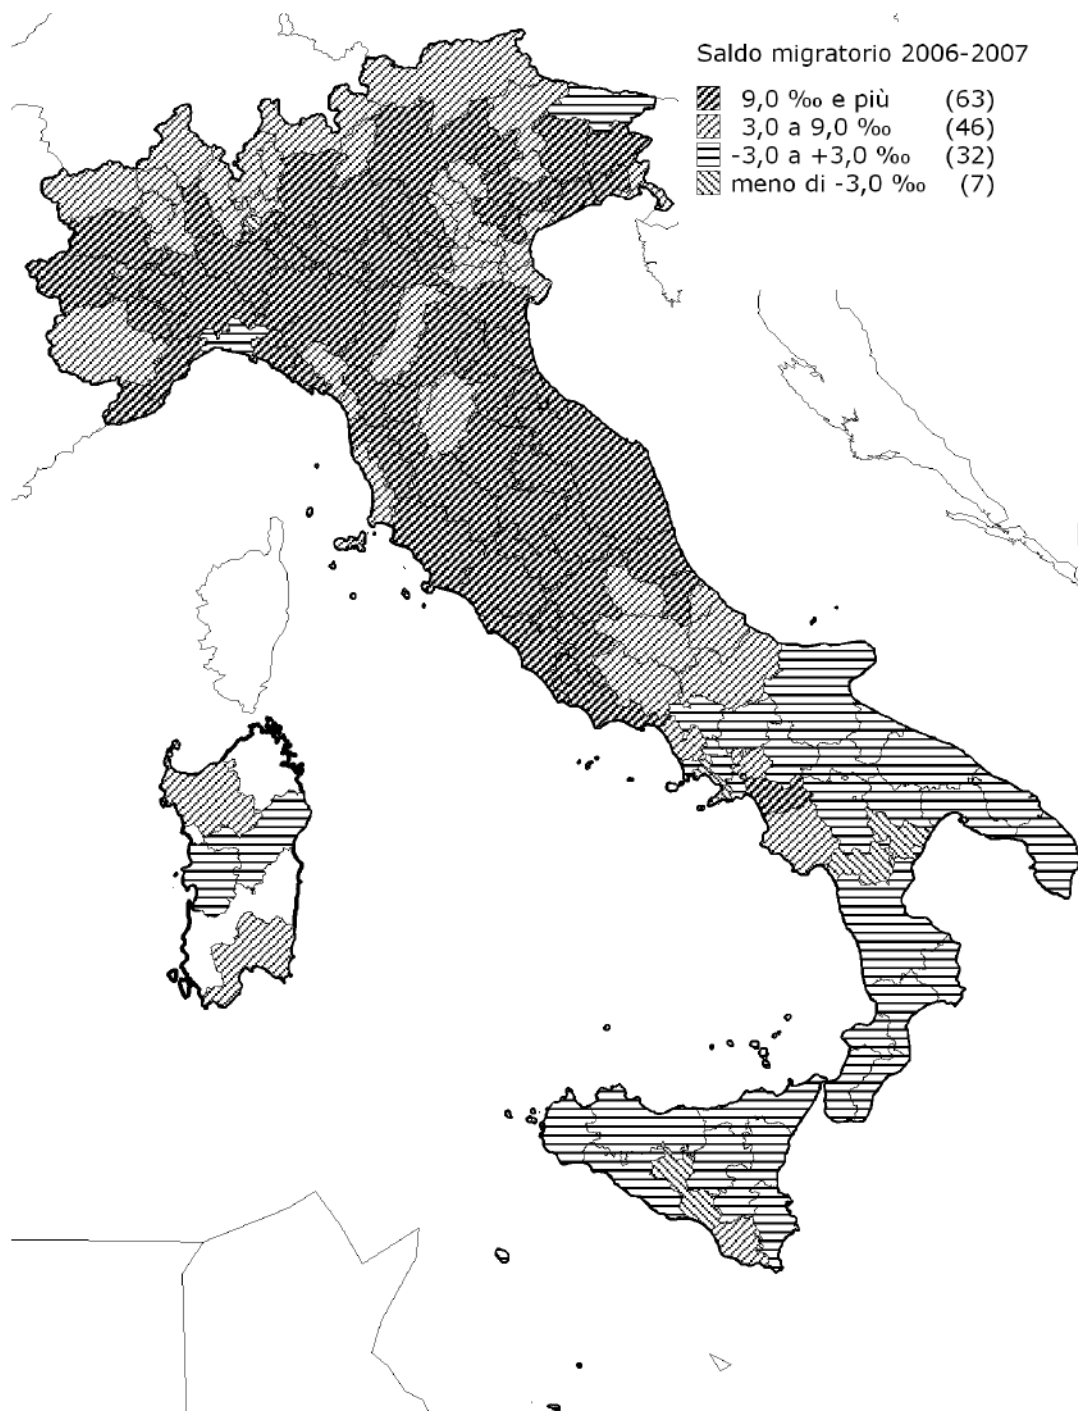 Saldo migratorio 2006-2007
9,0 ‰ e più (63)
3,0 a 9,0 ‰ (46)
-3,0 a +3,0 ‰ (32)
meno di -3,0 ‰ (7)